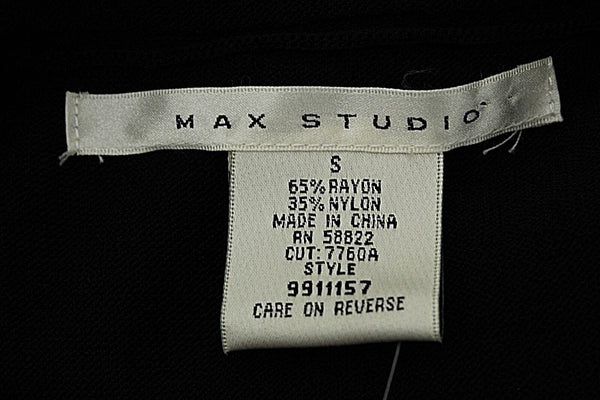 MAX STUDIO
S
65% RAYON
35% NYLON
MADE IN CHINA
RN 58822
CUT: 7760A
STYLE
9911157
CARE ON REVERSE